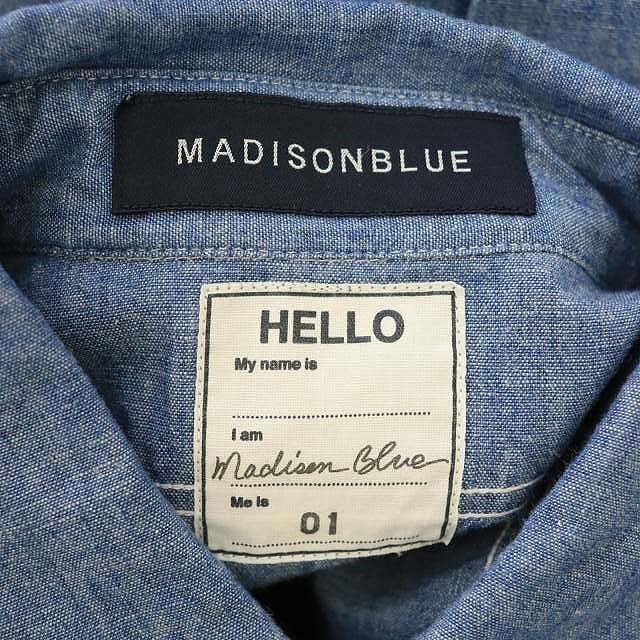 MADISONBLUE
HELLO
My name is
I am
Madison Blue
Me is
01